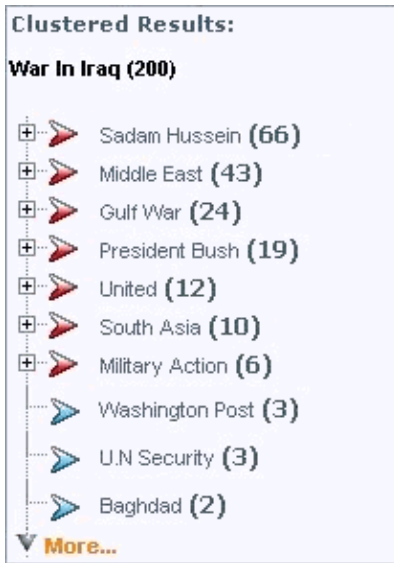 Clustered Results:
War In Iraq (200)
Sadam Hussein (66)
Middle East (43)
Gulf War (24)
President Bush (19)
United (12)
South Asia (10)
Military Action (6)
Washington Post (3)
U.N Security (3)
Baghdad (2)
More...